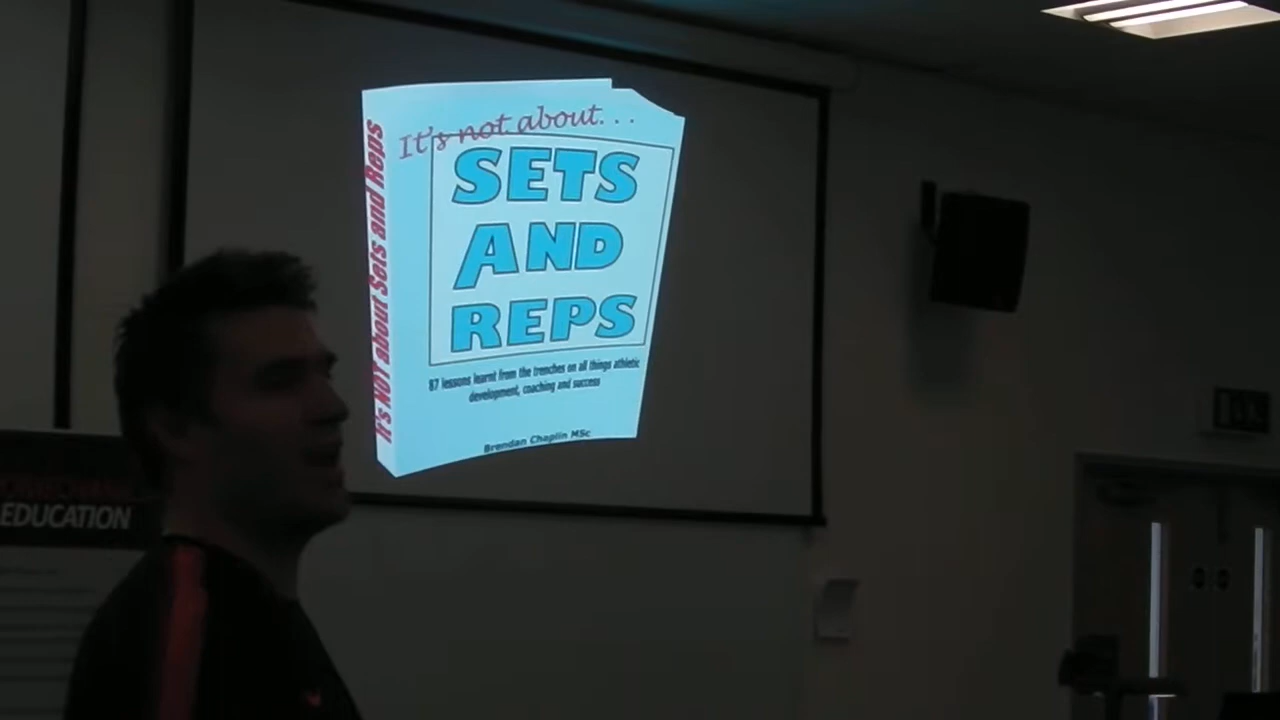 It's not about...
SETS
AND
REPS
87 lessons learnt from the trenches on all things athletic
development, coaching and success
Brendan Chaplin MSc
It's NOT about Sets and Reps
EDUCATION